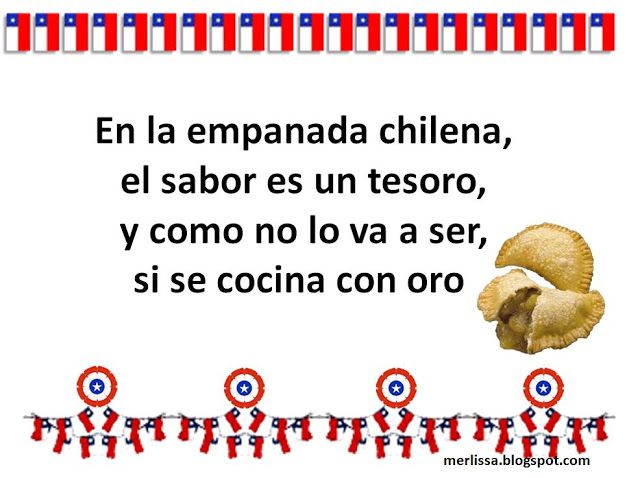 En la empanada chilena,
el sabor es un tesoro,
y como no lo va a ser,
si se cocina con oro
merlissa.blogspot.com